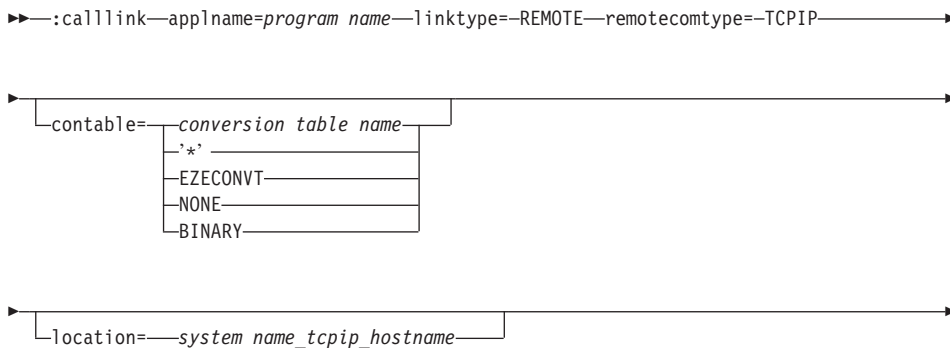 :calllink applname=program name linktype= REMOTE remotecomtype= TCPIP
contable= conversion table name
'*'
EZECONVT
NONE
BINARY
location= system name_tcpip_hostname